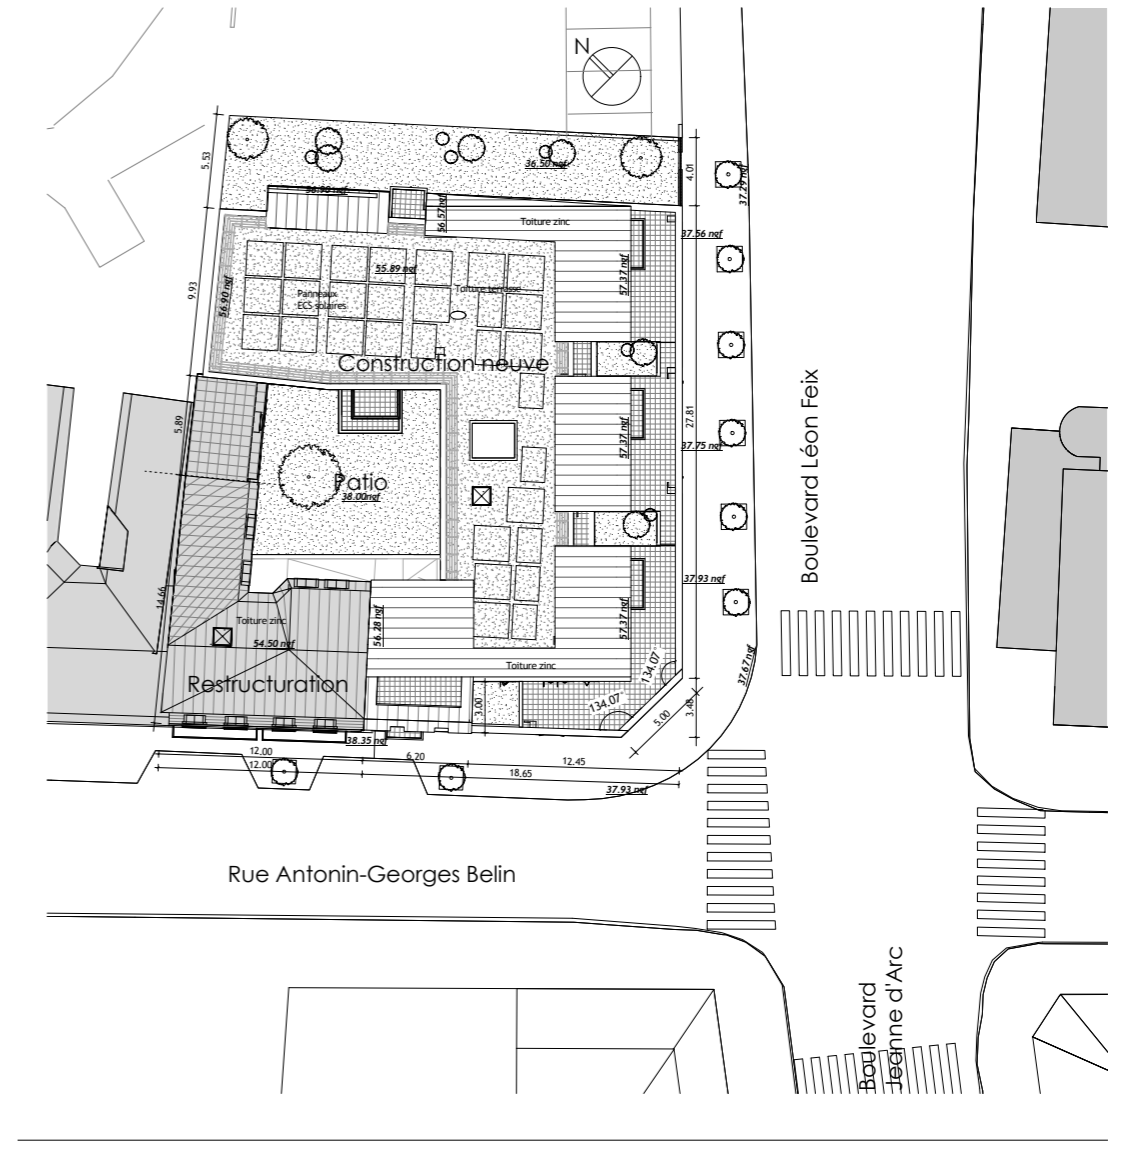 N
5.53
36.50 ngf
4.01
37.29 ngf
56.90 ngf
56.57 ngf
Toiture zinc
37.56 ngf
55.89 ngf
57.37 ngf
9.93
56.90 ngf
Panneaux
ECS solaires
Toiture terrasse
Construction neuve
Boulevard Léon Feix
5.89
27.81
57.37 ngf
37.75 ngf
Patio
38.00ngf
37.93 ngf
14.66
Toiture zinc
54.50 ngf
56.28 ngf
57.37 ngf
Toiture zinc
134.07°
37.67 ngf
Restructuration
134.07°
3.00
3.48
5.00
38.35 ngf
12.00
6.20
12.45
12.00
18.65
37.93 ngf
Rue Antonin-Georges Belin
Boulevard
Jeanne d'Arc